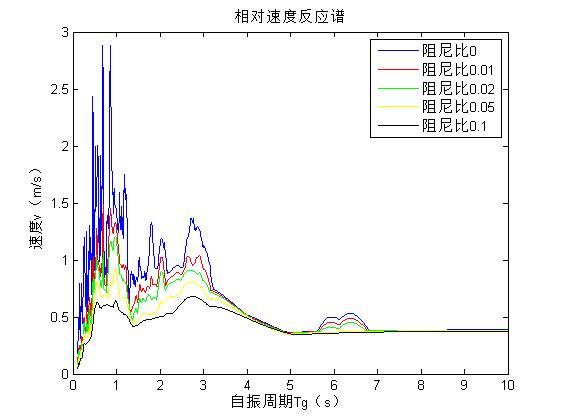 相对速度反应谱
阻尼比0
阻尼比0.01
阻尼比0.02
阻尼比0.05
阻尼比0.1
速度v（m/s）
3
2.5
2
1.5
1
0.5
0
0 1 2 3 4 5 6 7 8 9 10
自振周期Tg（s）